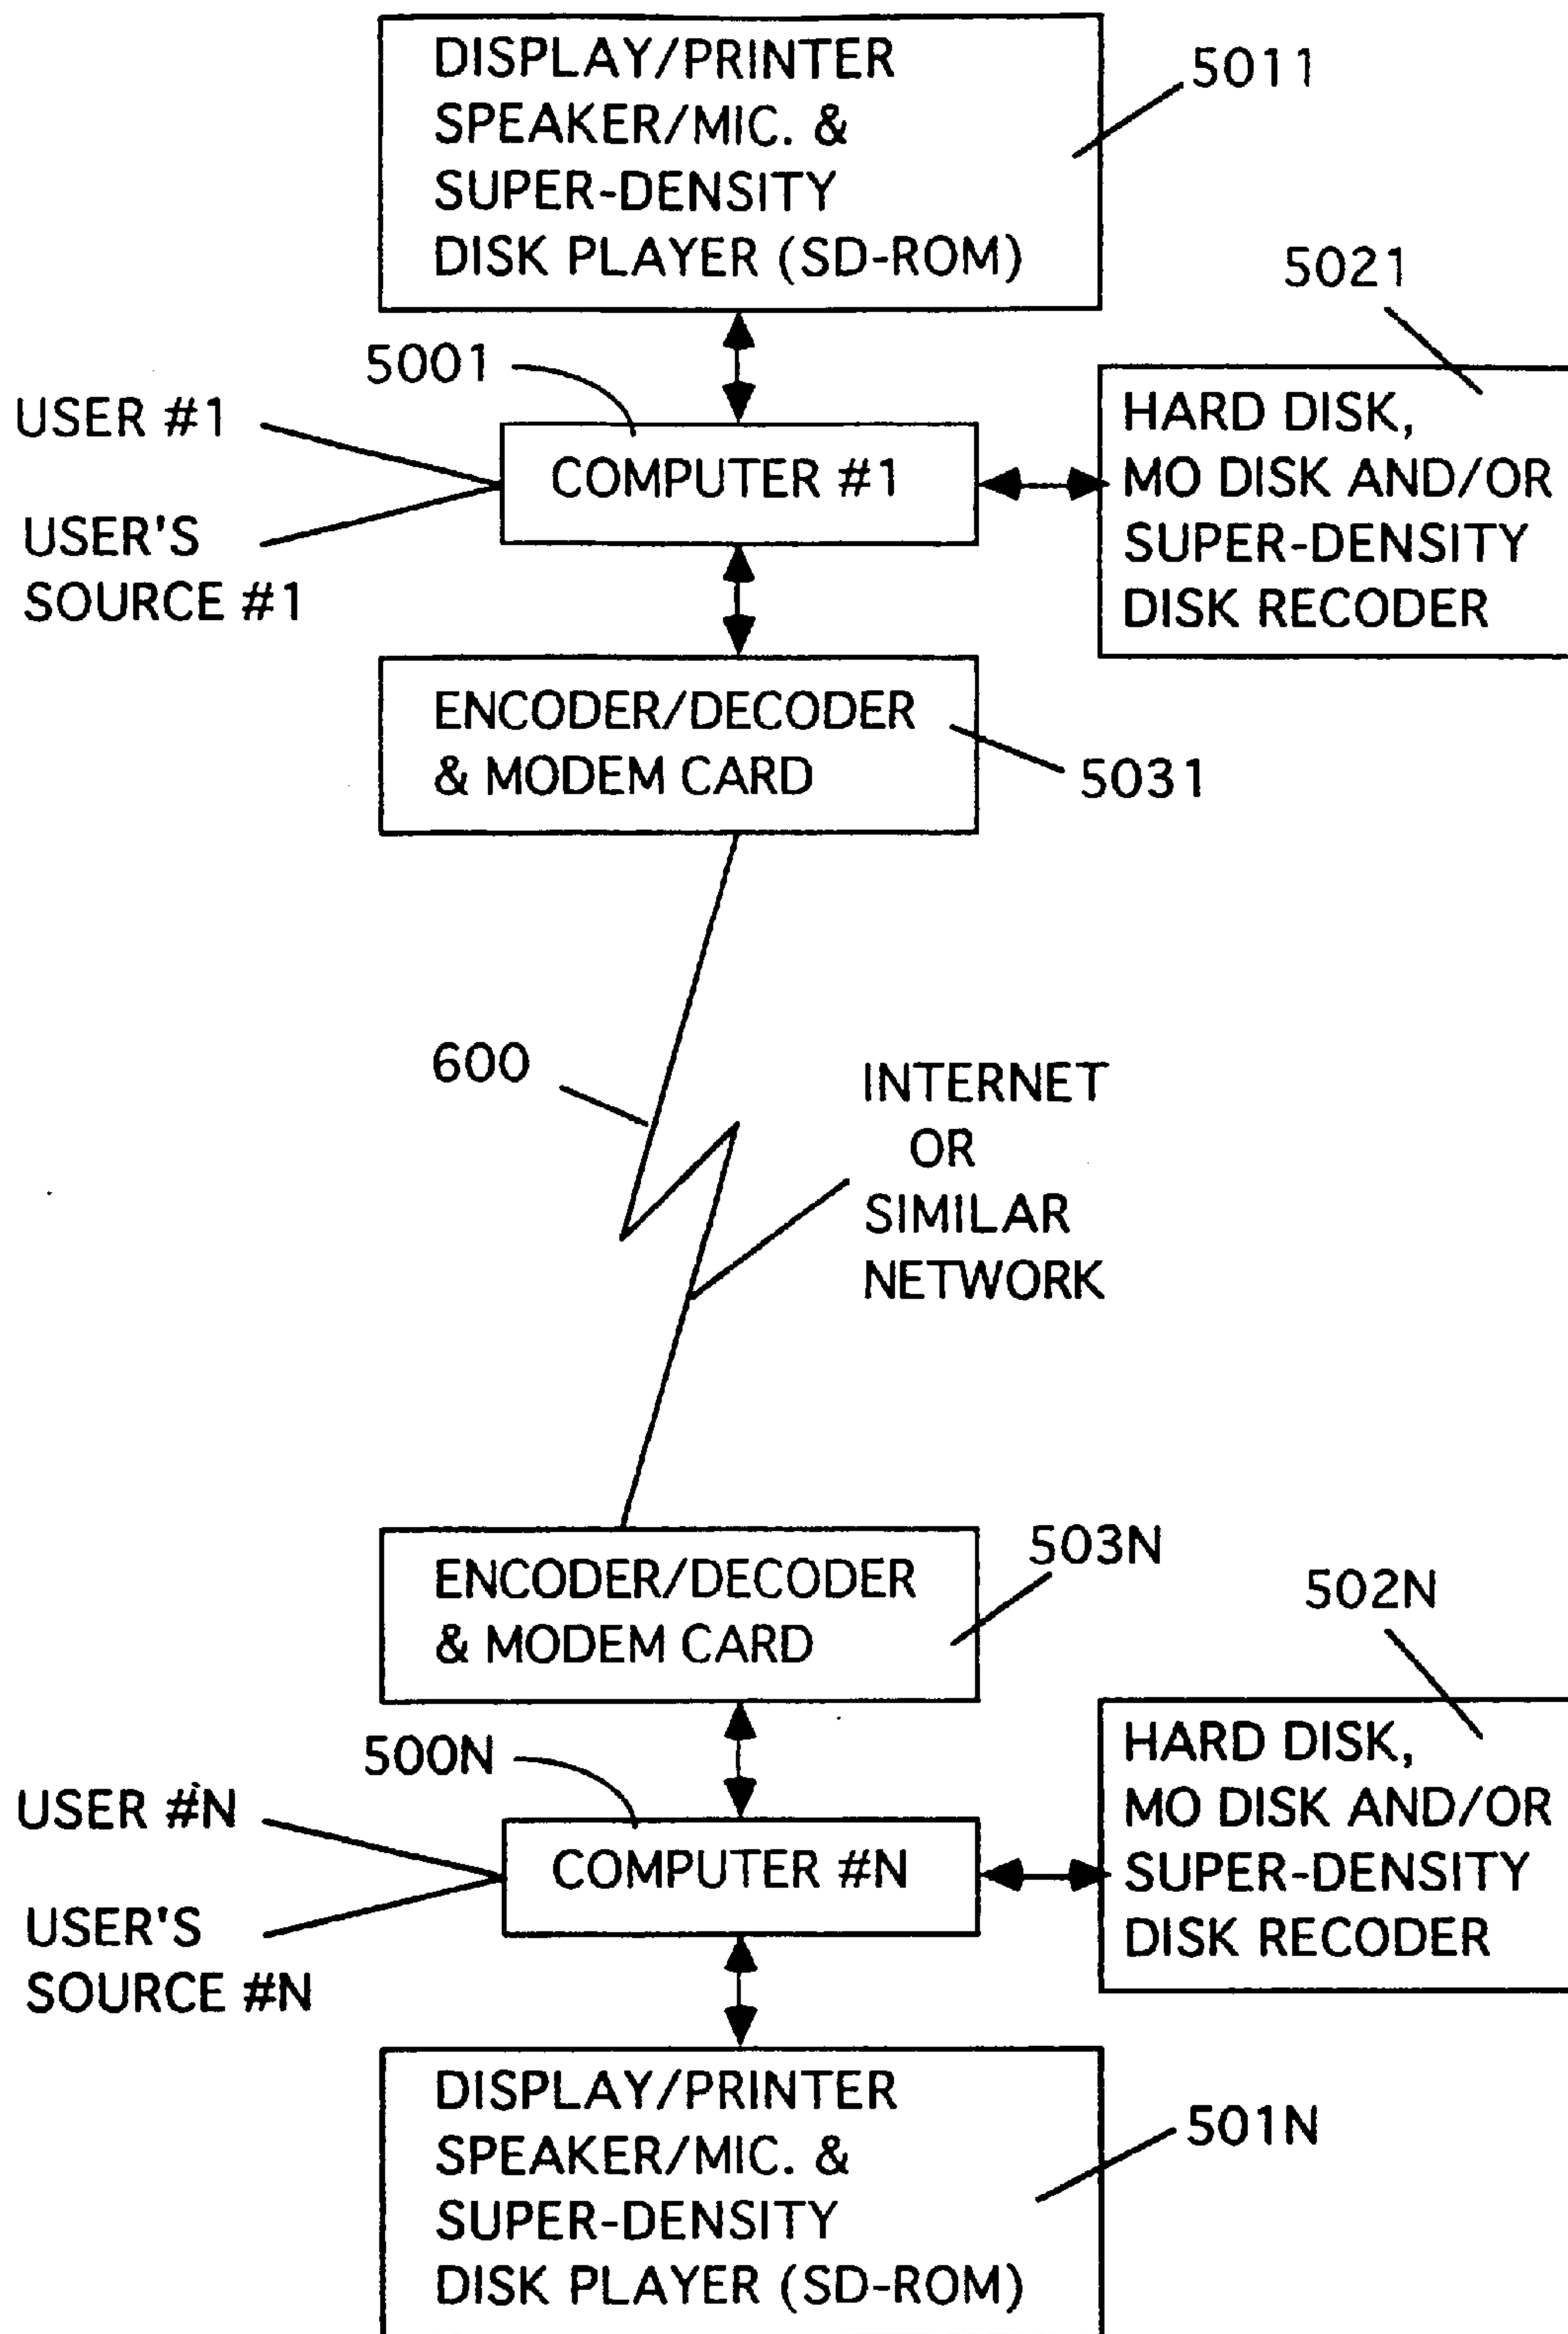 DISPLAY/PRINTER
SPEAKER/MIC. &
SUPER-DENSITY
DISK PLAYER (SD-ROM)
5011
5021
5001
USER #1
COMPUTER #1
HARD DISK,
MO DISK AND/OR
SUPER-DENSITY
DISK RECODER
USER'S
SOURCE #1
ENCODER/DECODER
& MODEM CARD
5031
600
INTERNET
OR
SIMILAR
NETWORK
ENCODER/DECODER
& MODEM CARD
503N
502N
500N
USER #N
COMPUTER #N
HARD DISK,
MO DISK AND/OR
SUPER-DENSITY
DISK RECODER
USER'S
SOURCE #N
DISPLAY/PRINTER
SPEAKER/MIC. &
SUPER-DENSITY
DISK PLAYER (SD-ROM)
501N